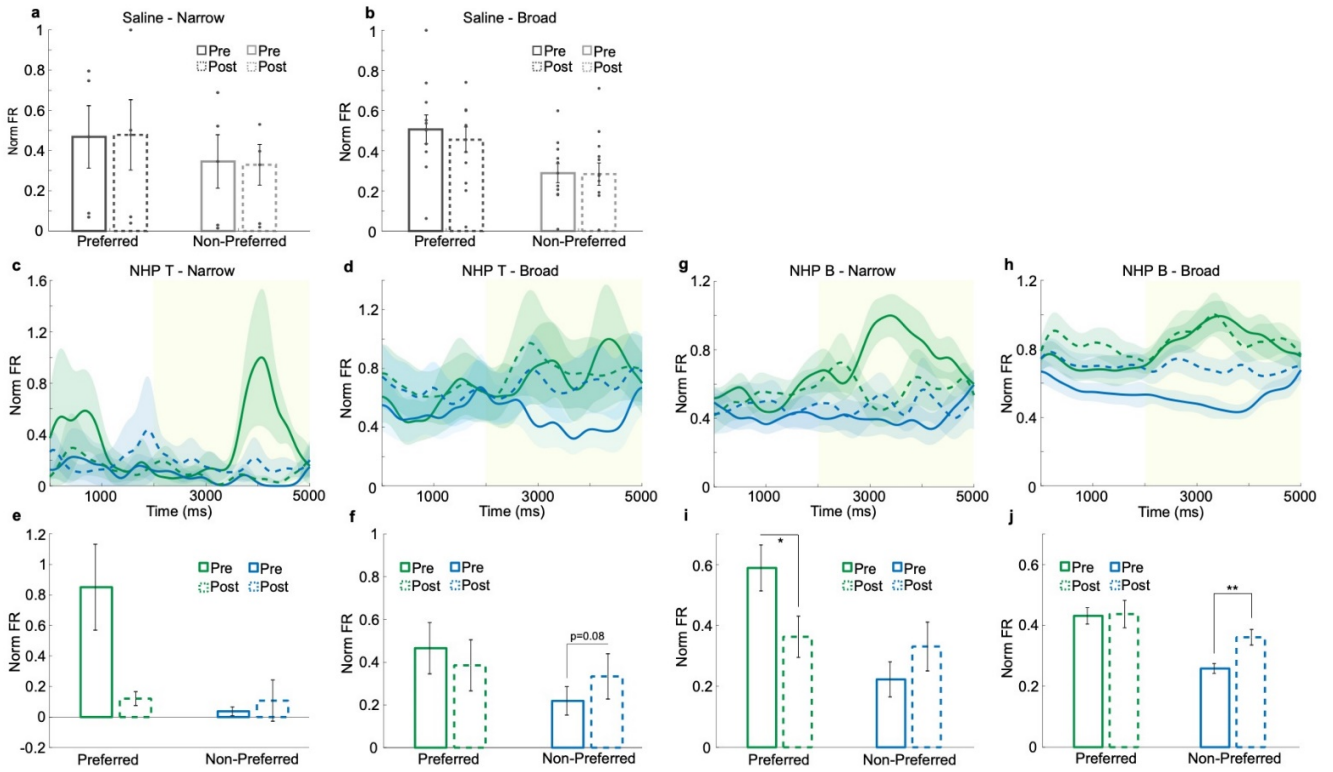 a
Saline - Narrow
Norm FR
1
0.8
0.6
0.4
0.2
0
Pre Pre
Post Post
Preferred Non-Preferred
b
Saline - Broad
Norm FR
1
0.8
0.6
0.4
0.2
0
Pre Pre
Post Post
Preferred Non-Preferred
c
NHP T - Narrow
Norm FR
1.6
1.2
0.8
0.4
0
1000 3000 5000
Time (ms)
d
NHP T - Broad
Norm FR
1.2
0.8
0.4
0
1000 3000 5000
Time (ms)
g
NHP B - Narrow
Norm FR
1.2
0.8
0.4
0
1000 3000 5000
Time (ms)
h
NHP B - Broad
Norm FR
1.2
0.8
0.4
0
1000 3000 5000
Time (ms)
e
Norm FR
1.2
1
0.8
0.6
0.4
0.2
0
-0.2
Pre Pre
Post Post
Preferred Non-Preferred
f
Norm FR
1
0.8
0.6
0.4
0.2
0
Pre Pre
Post Post
p=0.08
Preferred Non-Preferred
i
Norm FR
0.6
0.4
0.2
0
*
Pre Pre
Post Post
Preferred Non-Preferred
j
Norm FR
0.6
0.4
0.2
0
Pre Pre
Post Post
**
Preferred Non-Preferred